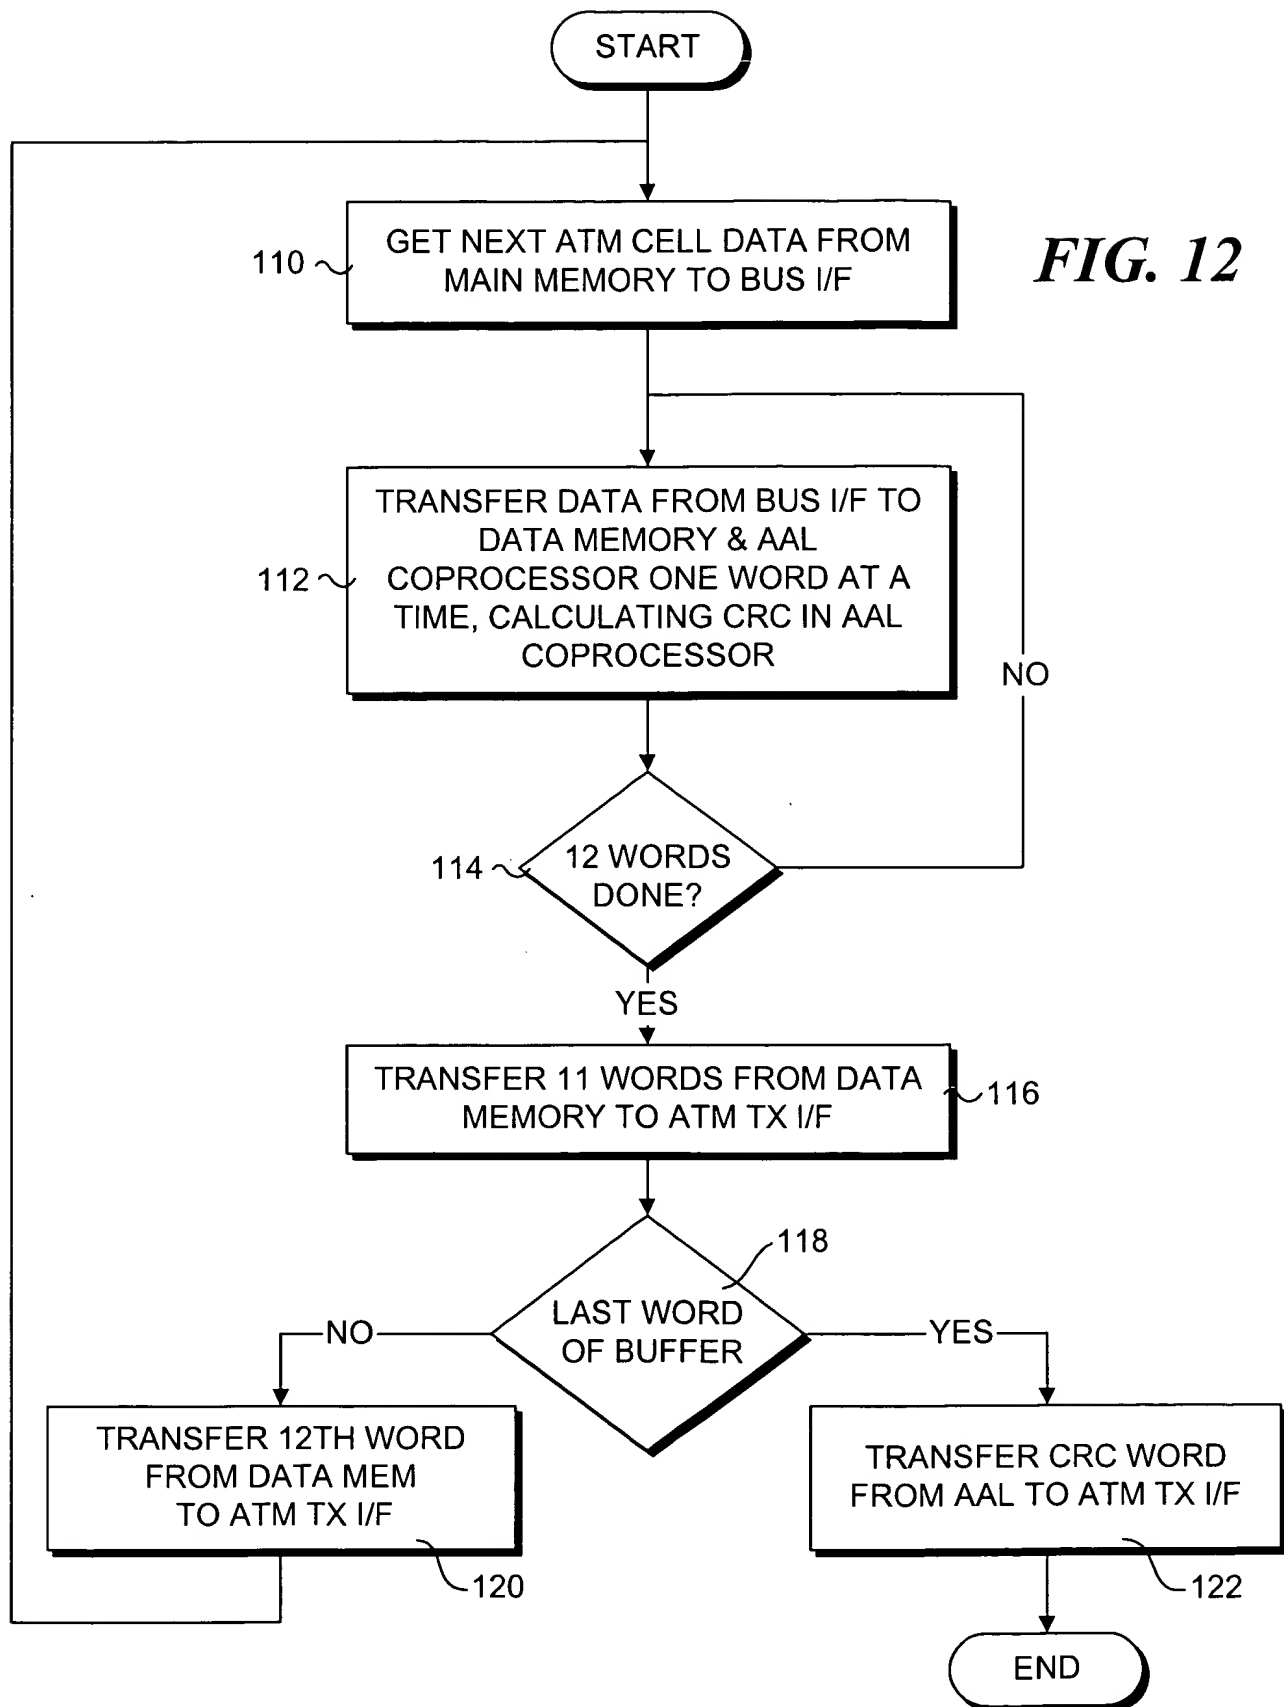 START
FIG. 12
110
GET NEXT ATM CELL DATA FROM
MAIN MEMORY TO BUS I/F
112
TRANSFER DATA FROM BUS I/F TO
DATA MEMORY & AAL
COPROCESSOR ONE WORD AT A
TIME, CALCULATING CRC IN AAL
COPROCESSOR
NO
114
12 WORDS
DONE?
YES
TRANSFER 11 WORDS FROM DATA
MEMORY TO ATM TX I/F
116
118
LAST WORD
OF BUFFER
NO
YES
TRANSFER 12TH WORD
FROM DATA MEM
TO ATM TX I/F
120
TRANSFER CRC WORD
FROM AAL TO ATM TX I/F
122
END